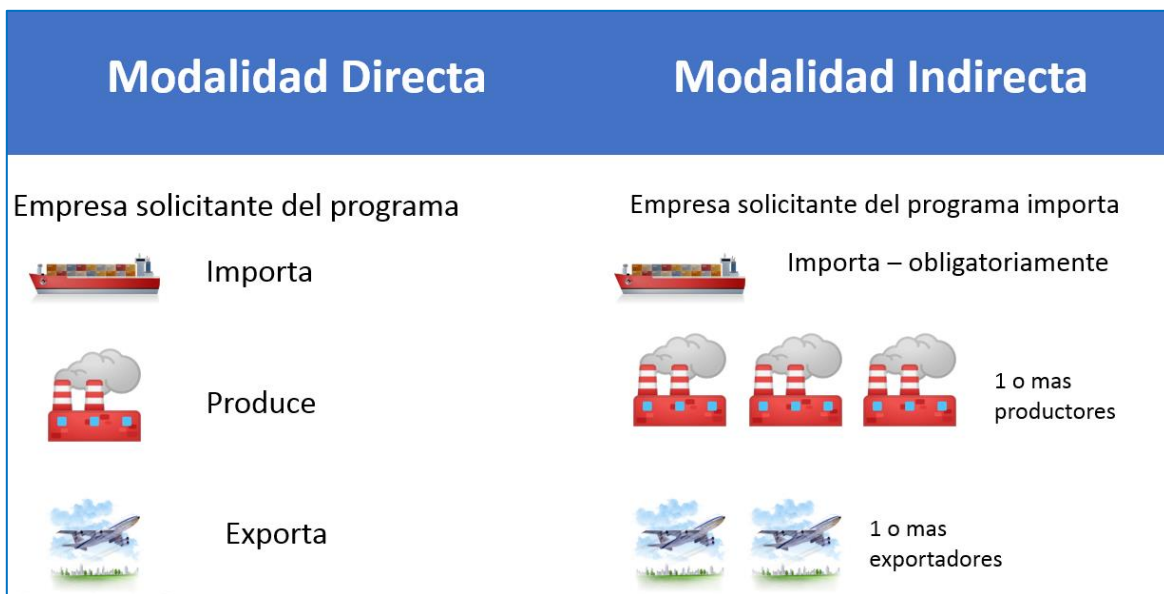 Modalidad Directa
Modalidad Indirecta
Empresa solicitante del programa
Importa
Produce
Exporta
Empresa solicitante del programa importa
Importa – obligatoriamente
1 o mas
productores
1 o mas
exportadores